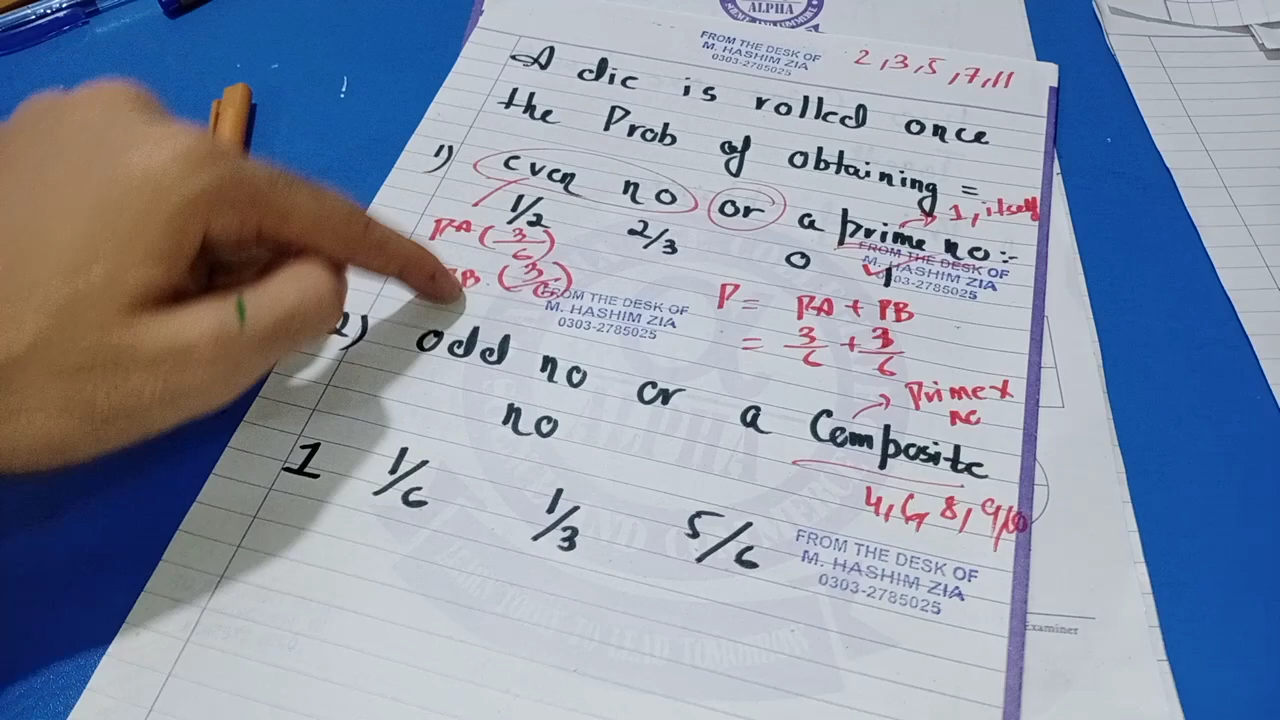 ALPHA
FROM THE DESK OF
M. HASHIM ZIA
0303-2785025
2,3,5,7,11
A die is rolled once
the Prob of obtaining =
1) even no or a prime no:-
1, itself
1/2 2/3 0 1
PA (3/6)
PB. (3/6)
FROM THE DESK OF
M. HASHIM ZIA
03-2785025
FROM THE DESK OF
M. HASHIM ZIA
0303-2785025
P = PA + PB
= 3/6 + 3/6
2) odd no or a Composite
no
Prime x
no
4, 6, 8, 9, 10
1 1/6 1/3 5/6
FROM THE DESK OF
M. HASHIM ZIA
0303-2785025
Examiner